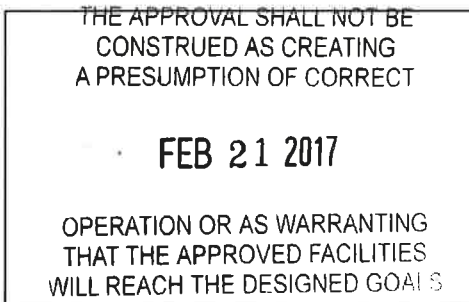 THE APPROVAL SHALL NOT BE
CONSTRUED AS CREATING
A PRESUMPTION OF CORRECT
FEB 21 2017
OPERATION OR AS WARRANTING
THAT THE APPROVED FACILITIES
WILL REACH THE DESIGNED GOALS